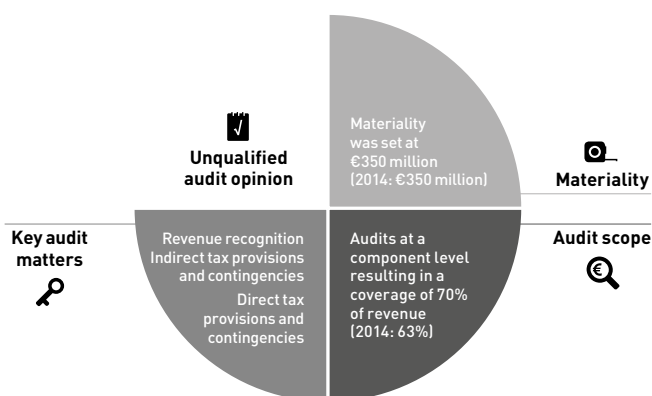 Unqualified
audit opinion
Materiality
was set at
€350 million
(2014: €350 million)
Materiality
Key audit
matters
Revenue recognition
Indirect tax provisions
and contingencies
Direct tax
provisions and
contingencies
Audits at a
component level
resulting in a
coverage of 70%
of revenue
(2014: 63%)
Audit scope
€